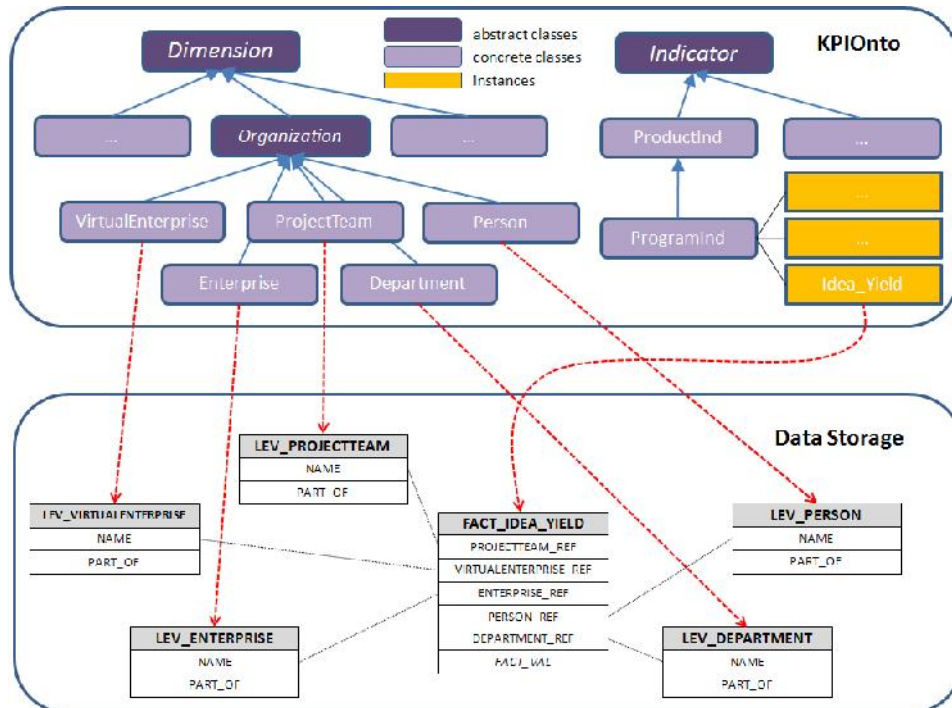 Dimension
abstract classes
concrete classes
Instances
Indicator
KPIOnto
...
Organization
...
ProductInd
...
VirtualEnterprise
ProjectTeam
Person
ProgramInd
...
...
Enterprise
Department
Idea_Yield
Data Storage
LEV_PROJECTTEAM
NAME
PART_OF
LEV_VIRTUALENTERPRISE
NAME
PART_OF
FACT_IDEA_YIELD
PROJECTTEAM_REF
VIRTUALENTERPRISE_REF
ENTERPRISE_REF
PERSON_REF
DEPARTMENT_REF
FACT_VAL
LEV_PERSON
NAME
PART_OF
LEV_ENTERPRISE
NAME
PART_OF
LEV_DEPARTMENT
NAME
PART_OF